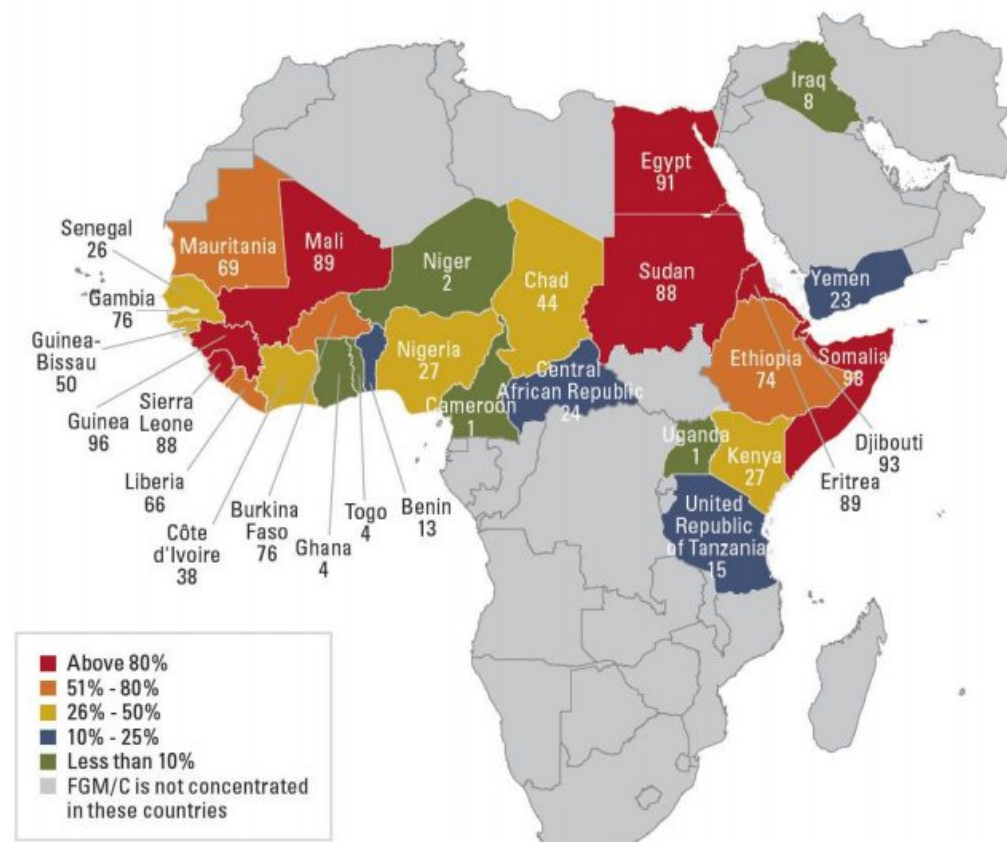 Iraq
8
Egypt
91
Senegal
26
Mauritania
69
Mali
89
Niger
2
Chad
44
Sudan
88
Yemen
23
Gambia
76
Guinea-
Bissau
50
Guinea
96
Sierra
Leone
88
Liberia
66
Côte
d'Ivoire
38
Burkina
Faso
76
Ghana
4
Togo
4
Benin
13
Nigeria
27
Cameroon
1
Central
African Republic
24
Ethiopia
74
Somalia
98
Djibouti
93
Eritrea
89
Uganda
1
Kenya
27
United
Republic
of Tanzania
15
Above 80%
51% - 80%
26% - 50%
10% - 25%
Less than 10%
FGM/C is not concentrated
in these countries